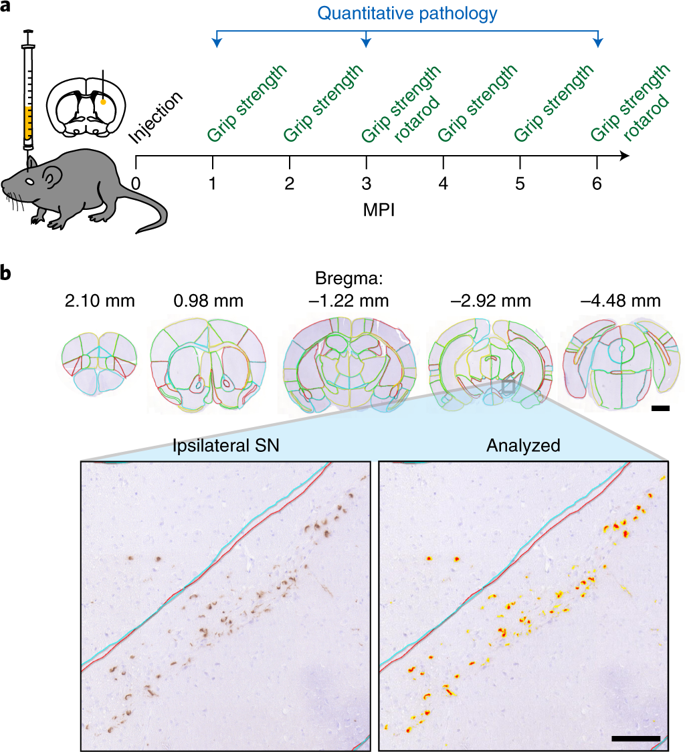 a
Quantitative pathology
Injection
Grip strength
Grip strength
Grip strength
rotarod
Grip strength
Grip strength
Grip strength
rotarod
0 1 2 3 4 5 6
MPI
b
Bregma:
2.10 mm 0.98 mm –1.22 mm –2.92 mm –4.48 mm
Ipsilateral SN Analyzed